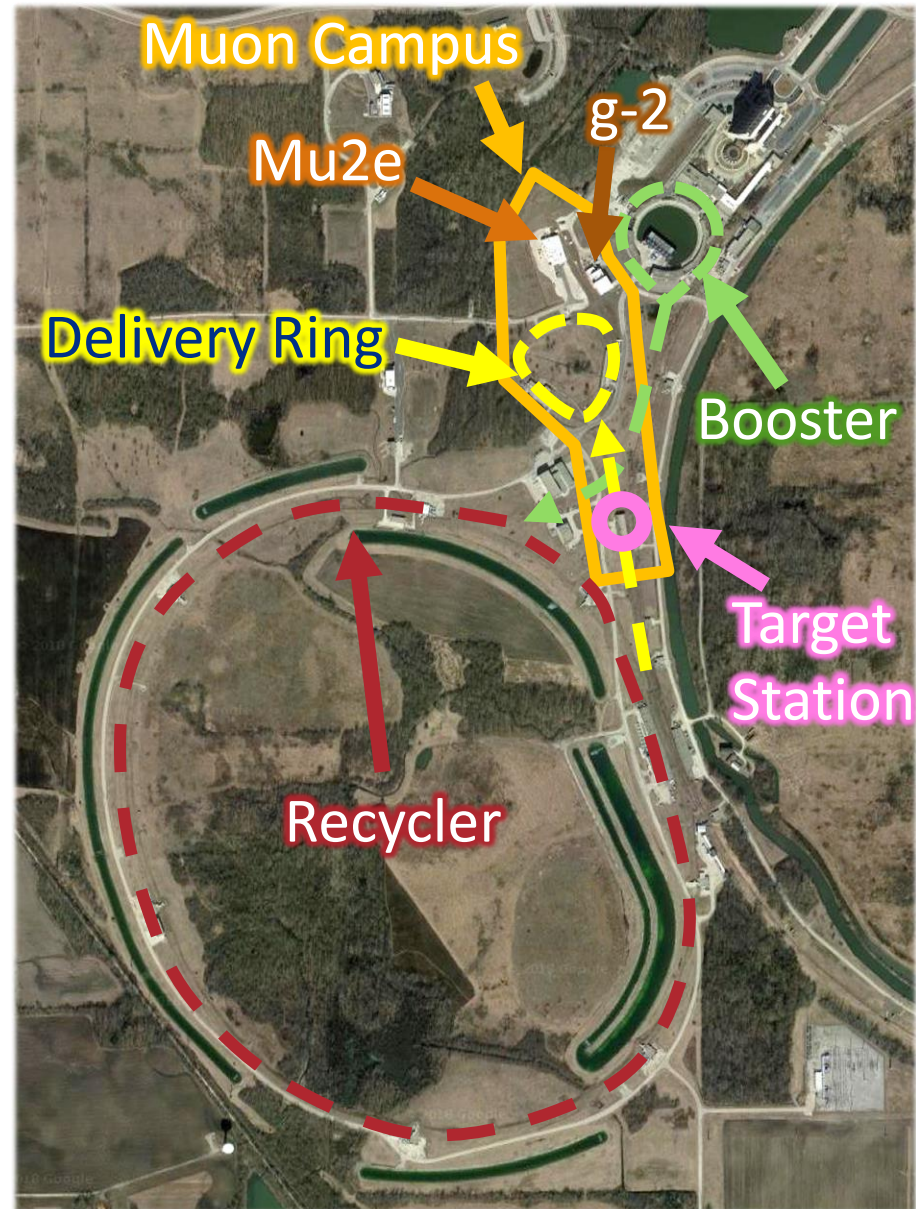 Muon Campus
g-2
Mu2e
Delivery Ring
Booster
Target
Station
Recycler